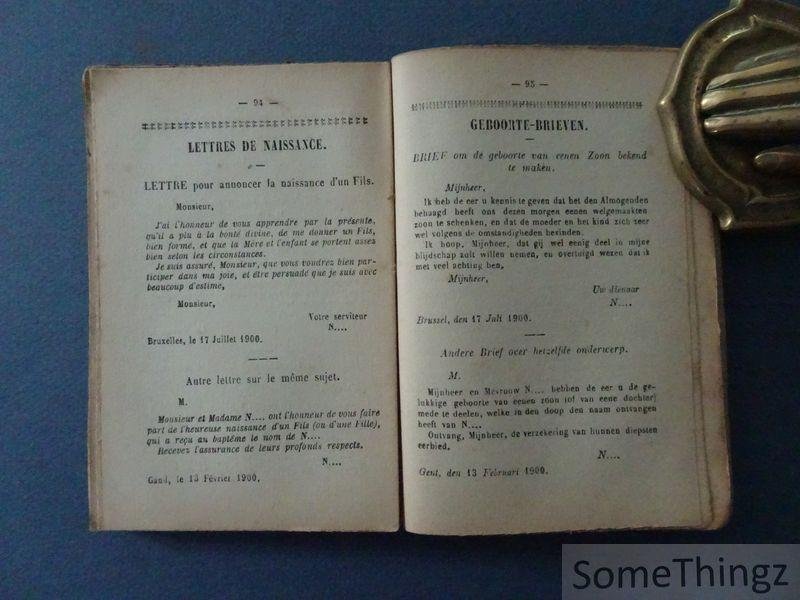 — 94 —
LETTRES DE NAISSANCE.
LETTRE pour annoncer la naissance d'un Fils.
Monsieur,
J'ai l'honneur de vous apprendre par la présente,
qu'il a plu à la bonté divine, de me donner un Fils,
bien formé, et que la Mère et l'enfant se portent assez
bien selon les circonstances.
Je suis assuré, Monsieur, que vous voudrez bien par-
ticiper dans ma joie, et être persuadé que je suis avec
beaucoup d'estime,
Monsieur,
Votre serviteur
N....
Bruxelles, le 17 Juillet 1900.
Autre lettre sur le même sujet.
M.
Monsieur et Madame N.... ont l'honneur de vous faire
part de l'heureuse naissance d'un Fils (ou d'une Fille),
qui a reçu au baptême le nom de N....
Recevez l'assurance de leurs profonds respects.
N....
Gand, le 13 Février 1900.
— 95 —
GEBOORTE-BRIEVEN.
BRIEF om de geboorte van eenen Zoon bekend
te maken.
Mijnheer,
Ik heb de eer u kennis te geven dat het den Almogenden
behaagd heeft ons dezen morgen eenen welgemaakten
zoon te schenken, en dat de moeder en het kind zich zeer
wel volgens de omstandigheden bevinden.
Ik hoop, Mijnheer, dat gij wel eenig deel in mijne
blijdschap zult willen nemen, en overtuigd wezen dat ik
met veel achting ben,
Mijnheer,
Uw dienaar
N....
Brussel, den 17 Juli 1900.
Andere Brief over hetzelfde onderwerp.
M.
Mijnheer en Mevrouw N.... hebben de eer u de ge-
lukkige geboorte van eenen zoon (of van eene dochter)
mede te deelen, welke in den doop den naam ontvangen
heeft van N....
Ontvang, Mijnheer, de verzekering van hunnen diepsten
eerbied.
N....
Gent, den 13 Februari 1900.
SomeThingz